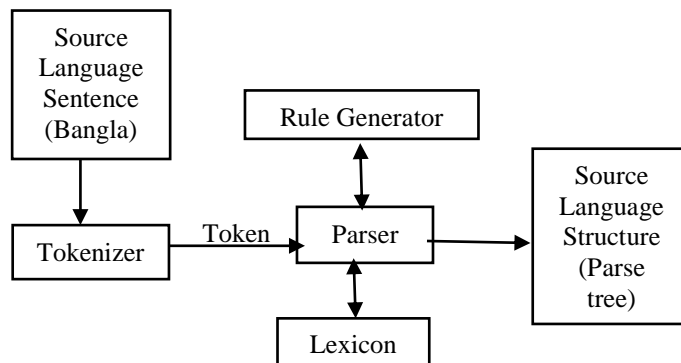 Source
Language
Sentence
(Bangla)
Rule Generator
Tokenizer
Token
Parser
Source
Language
Structure
(Parse
tree)
Lexicon